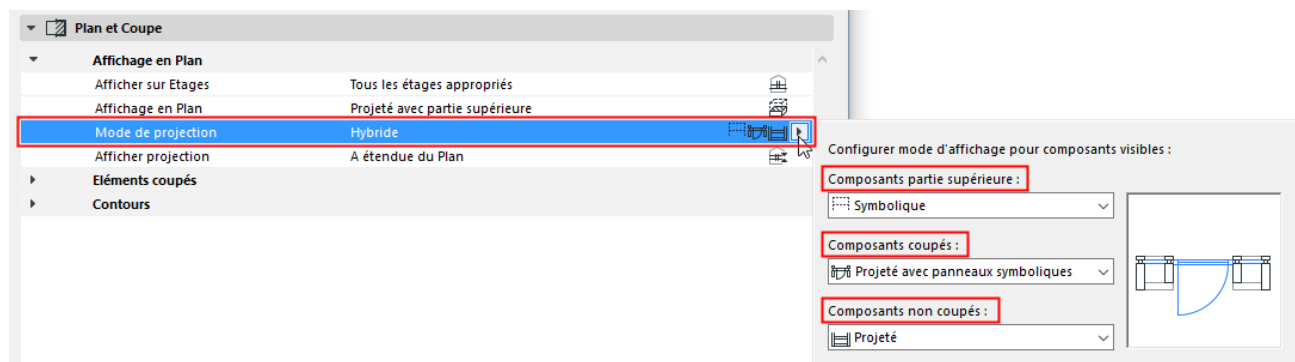 Plan et Coupe
Affichage en Plan
Afficher sur Etages Tous les étages appropriés
Affichage en Plan Projeté avec partie supérieure
Mode de projection Hybride
Afficher projection A étendue du Plan
Eléments coupés
Contours
Configurer mode d'affichage pour composants visibles :
Composants partie supérieure :
Symbolique
Composants coupés :
Projeté avec panneaux symboliques
Composants non coupés :
Projeté